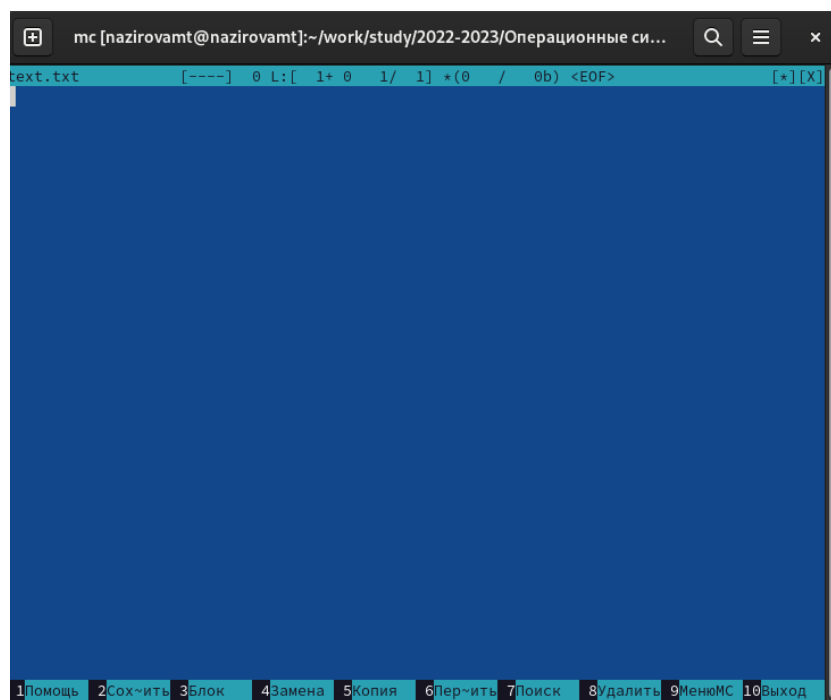 mc [nazirovamt@nazirovamt]:~/work/study/2022-2023/Операционные си...
text.txt [----] 0 L:[ 1+ 0 1/ 1] *(0 / 0b) <EOF> [*][X]
1Помощь 2Сох~ить 3Блок 4Замена 5Копия 6Пер~ить 7Поиск 8Удалить 9МенюMC 10Выход